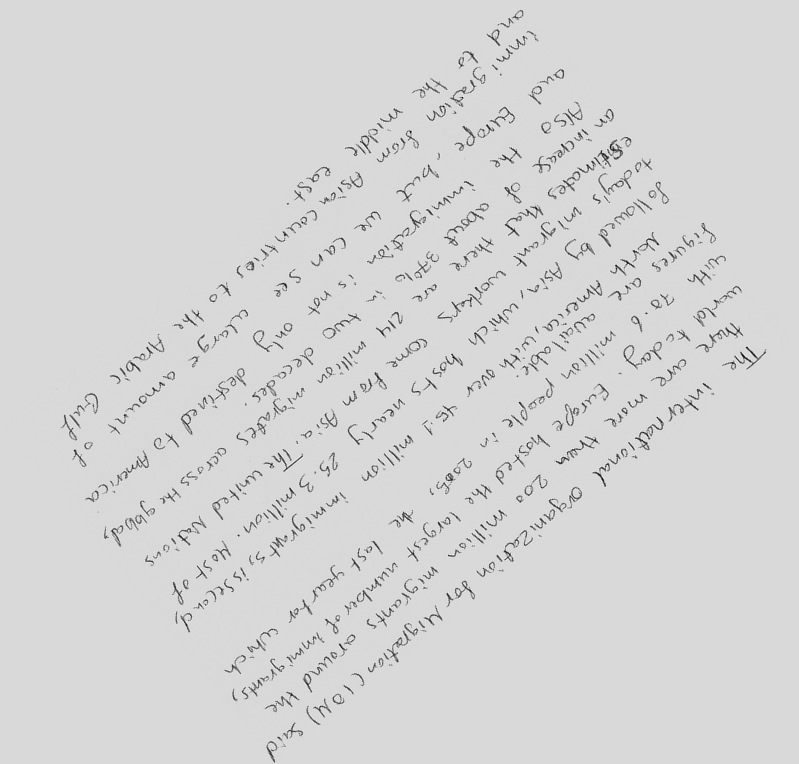 The international organization for Migration (IOM) said
there are more than 200 million migrants around the
world today. Europe hosted the largest number of immigrants,
with 70.6 million people in 2005, the last year for which
figures are available.
North America, with over 45.1 million immigrants, is second,
followed by Asia, which hosts nearly 25.3 million. Most of
today's migrant workers come from Asia. The united Nations
estimates that there are 214 million migrates across the globad,
an increase of about 37% in two decades.
Also the immigration is not only destined to America
and Europe, but we can see alarge amount of
immigration from Asian countries to the Arabic Gulf
and to the middle east.